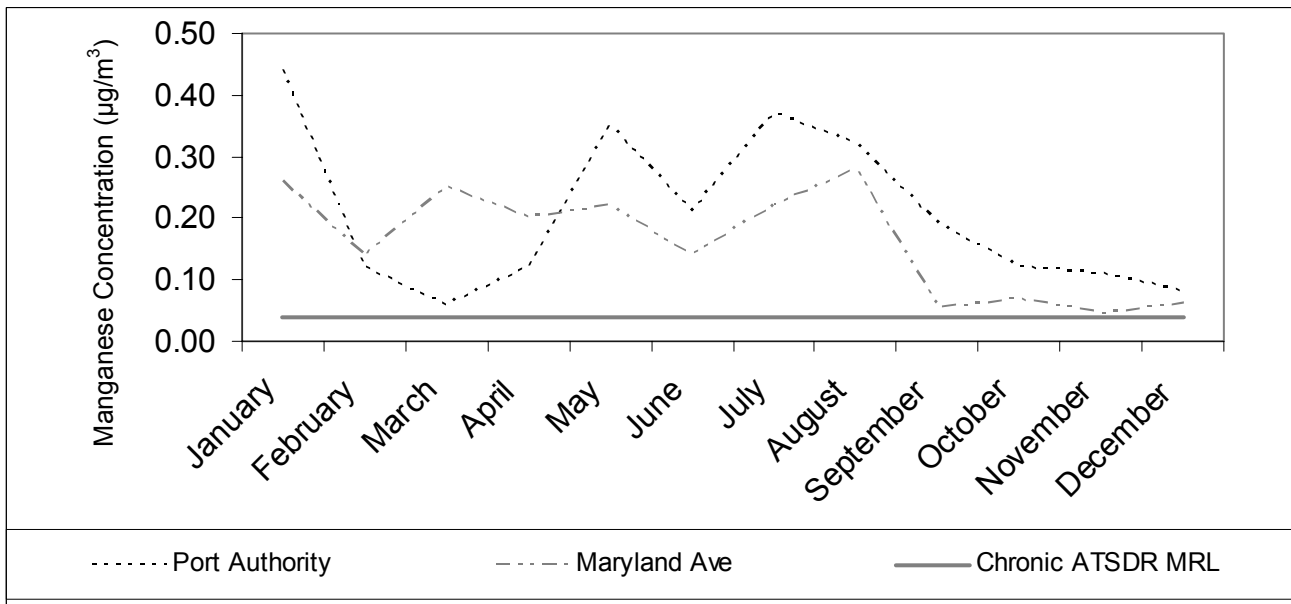 Manganese Concentration (µg/m³)
0.50
0.40
0.30
0.20
0.10
0.00
January
February
March
April
May
June
July
August
September
October
November
December
Port Authority
Maryland Ave
Chronic ATSDR MRL